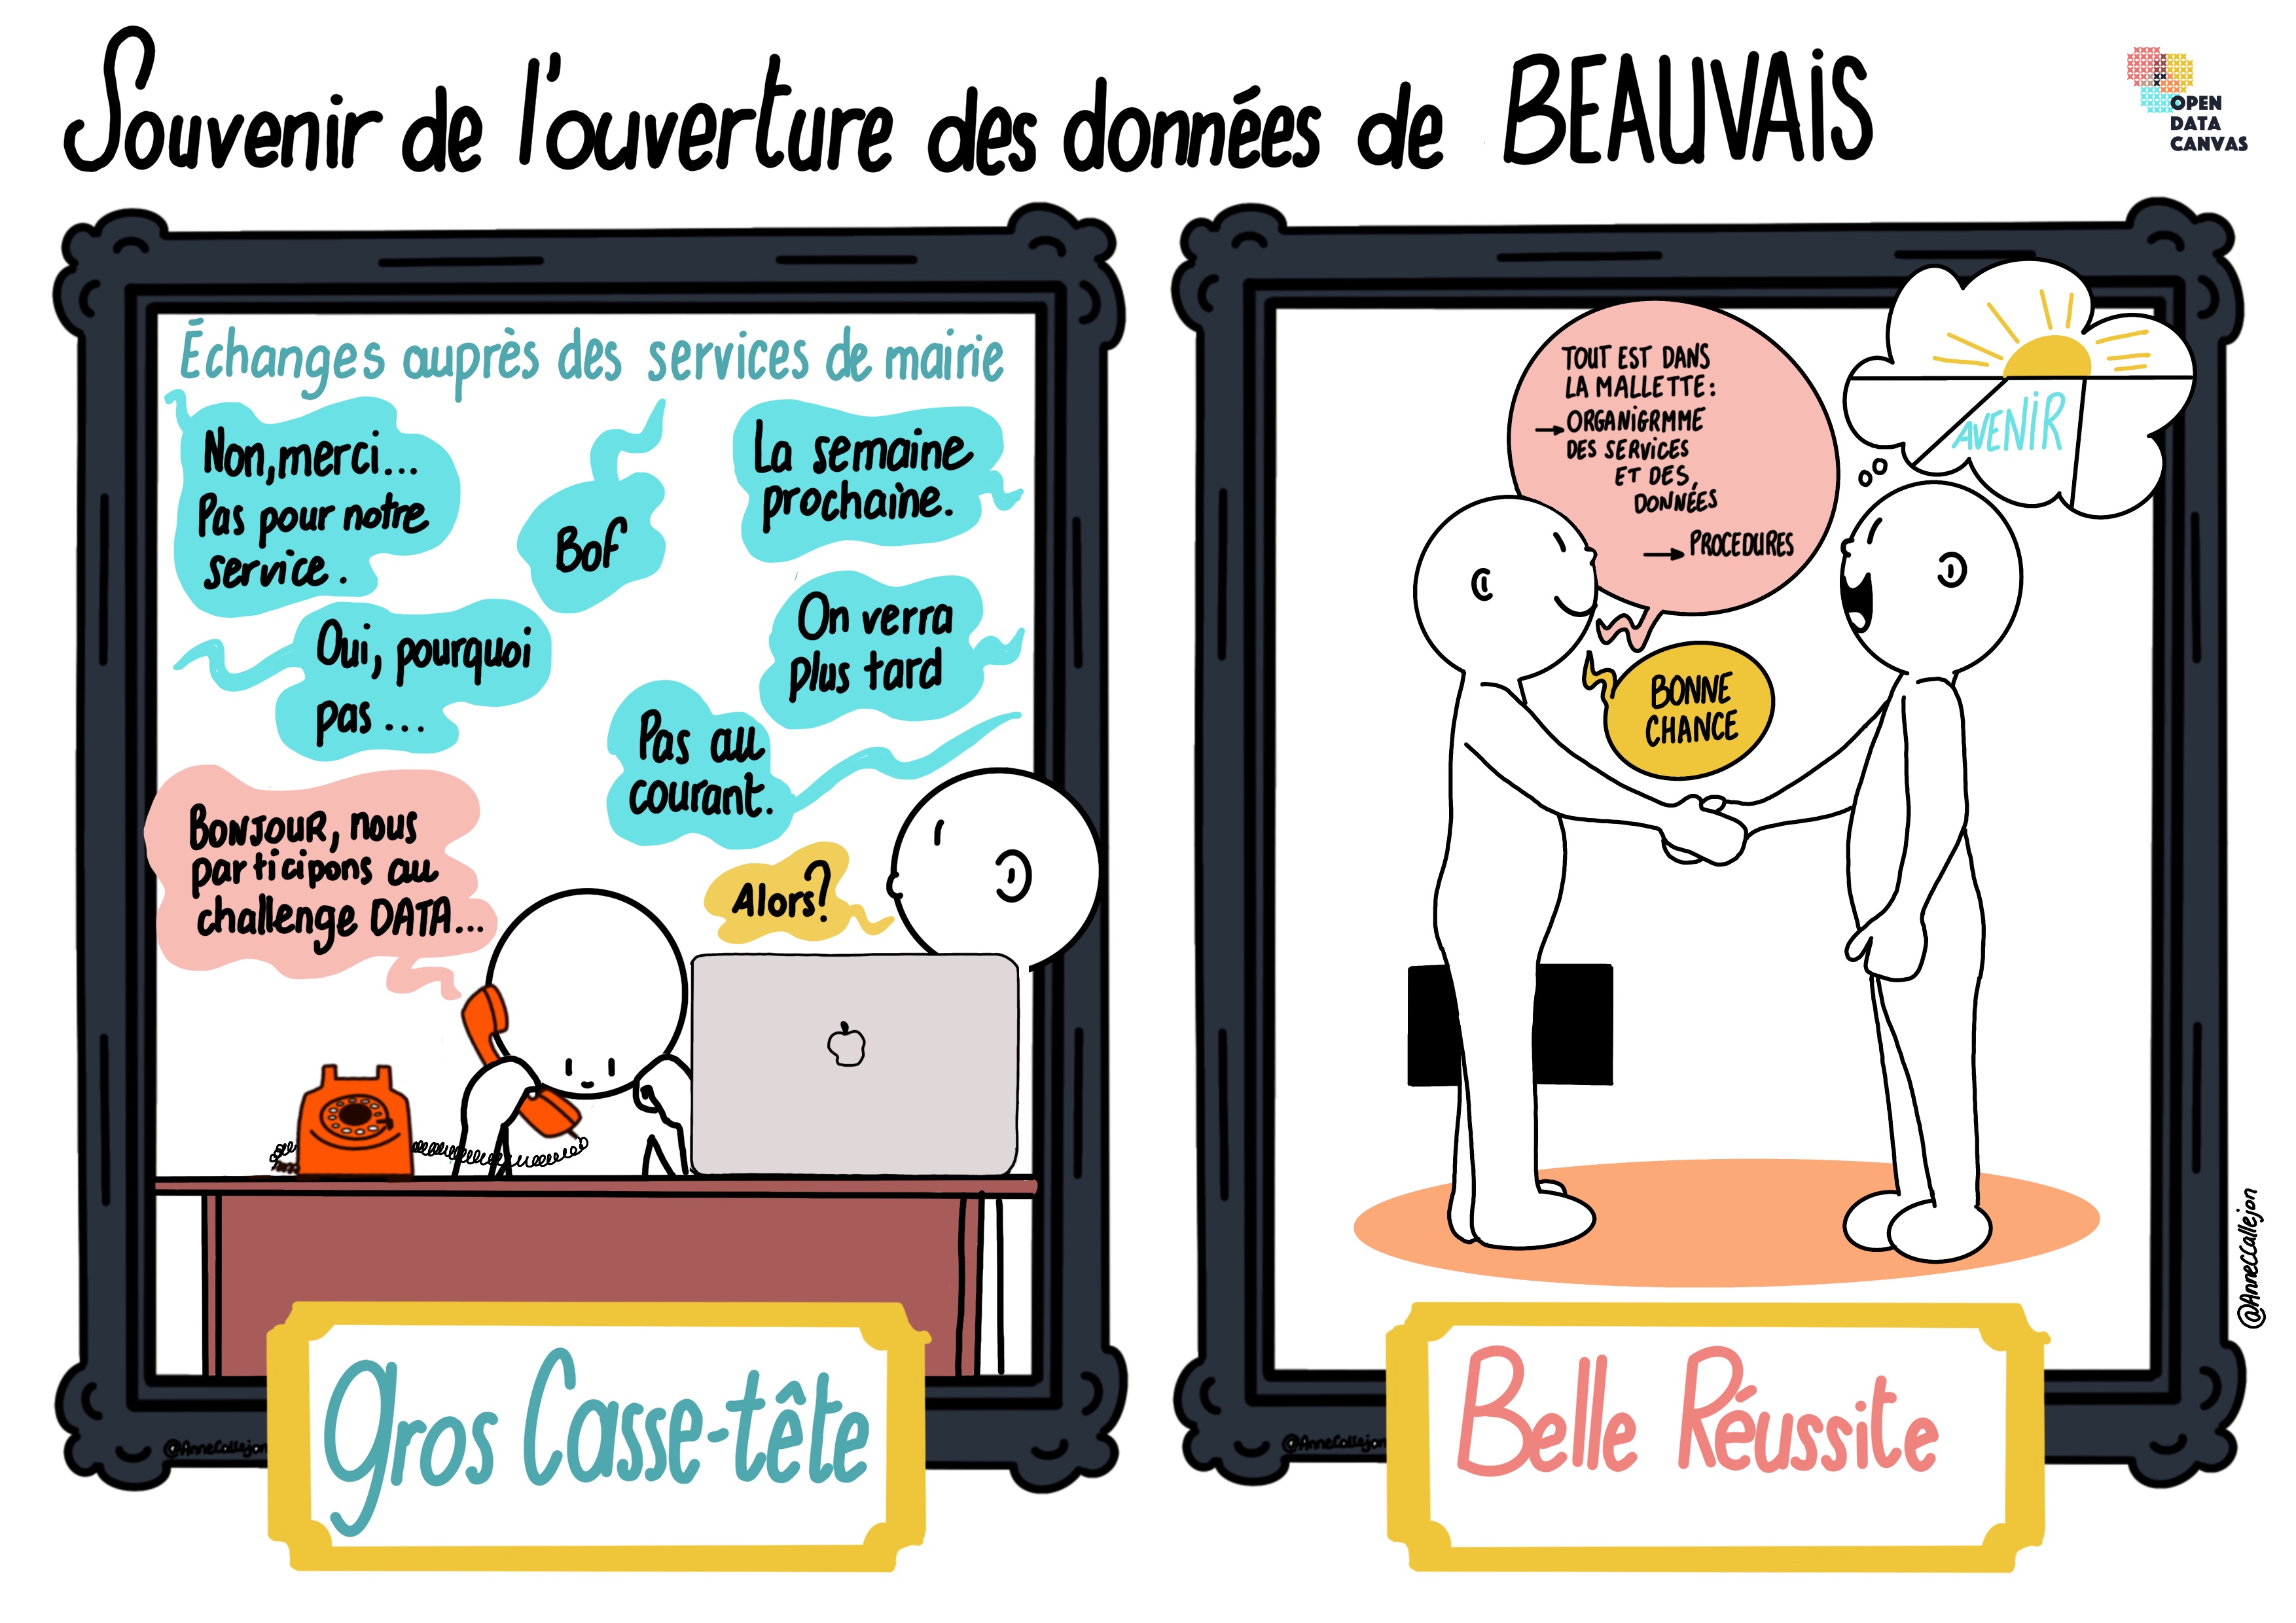 Souvenir de l'ouverture des données de BEAUVAIS
OPEN
DATA
CANVAS
Échanges auprès des services de mairie
Non, merci...
Pas pour notre
service.
Bof
La semaine
prochaine.
Oui, pourquoi
pas...
On verra
plus tard
Pas au
courant.
BONJOUR, nous
participons au
challenge DATA...
Alors?
Gros Casse-tête
@AnneCallejon
TOUT EST DANS
LA MALLETTE:
→ ORGANIGRMME
DES SERVICES
ET DES
DONNÉES
→ PROCEDURES
AVENIR
BONNE
CHANCE
Belle Réussite
@AnneCallejon
@AnneCCallejon